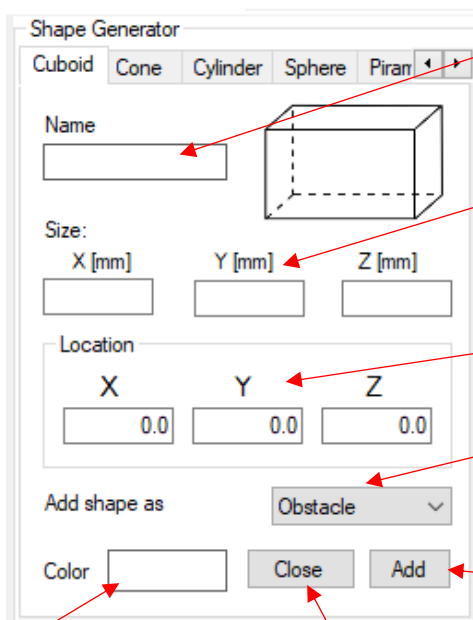 Shape Generator
Cuboid Cone Cylinder Sphere Piram
Name
Size:
X [mm] Y [mm] Z [mm]
Location
X Y Z
0.0 0.0 0.0
Add shape as Obstacle
Color Close Add